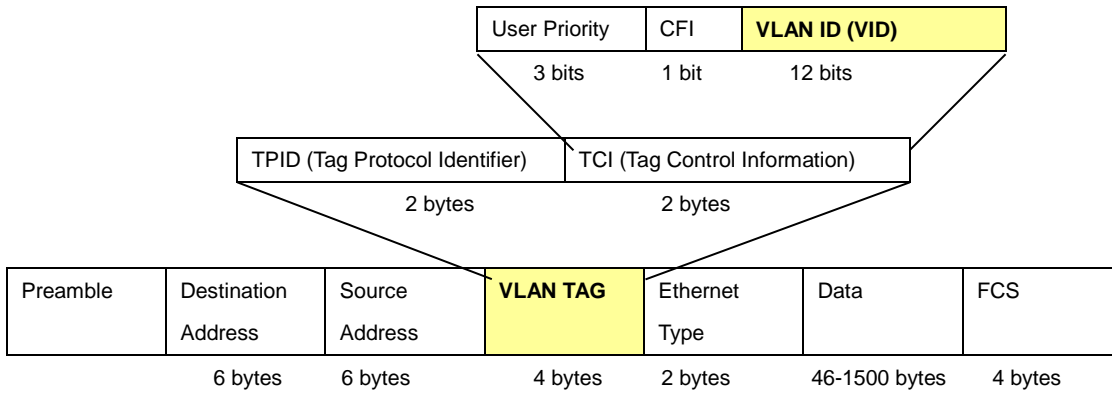 User Priority CFI VLAN ID (VID)
3 bits 1 bit 12 bits
TPID (Tag Protocol Identifier) TCI (Tag Control Information)
2 bytes 2 bytes
Preamble Destination Source VLAN TAG Ethernet Data FCS
Address Address Type
6 bytes 6 bytes 4 bytes 2 bytes 46-1500 bytes 4 bytes